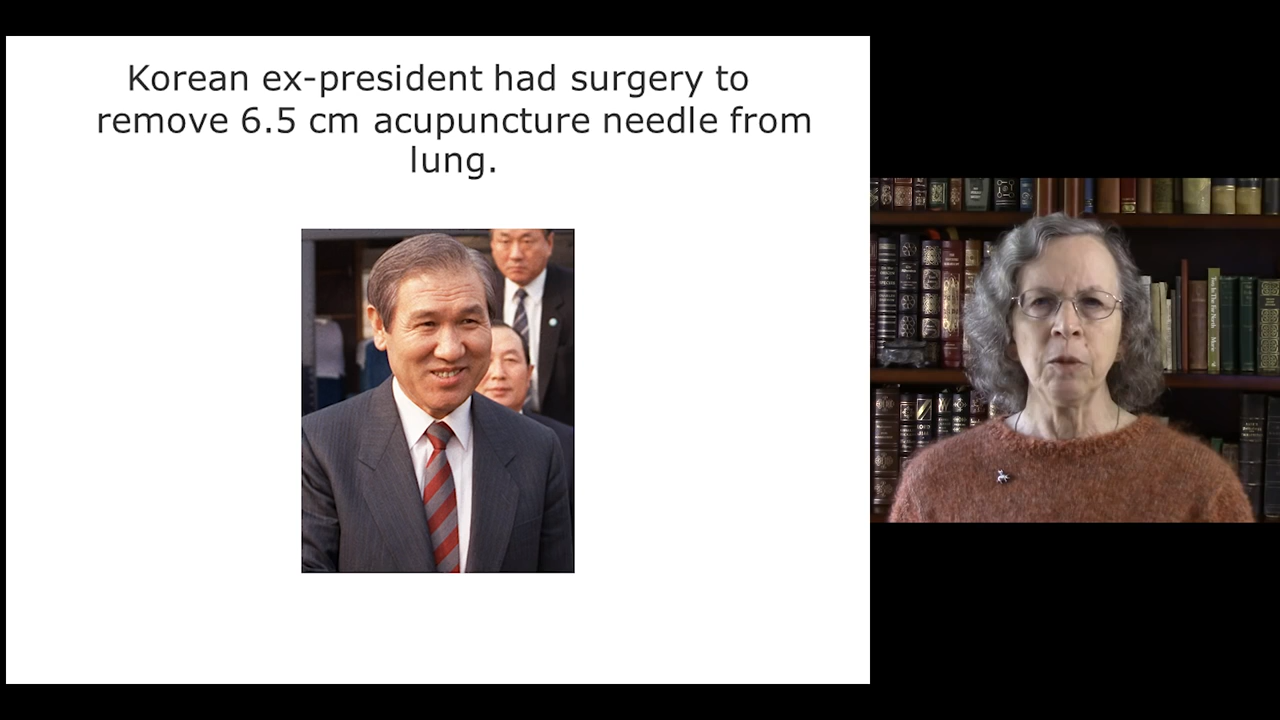 Korean ex-president had surgery to
remove 6.5 cm acupuncture needle from
lung.